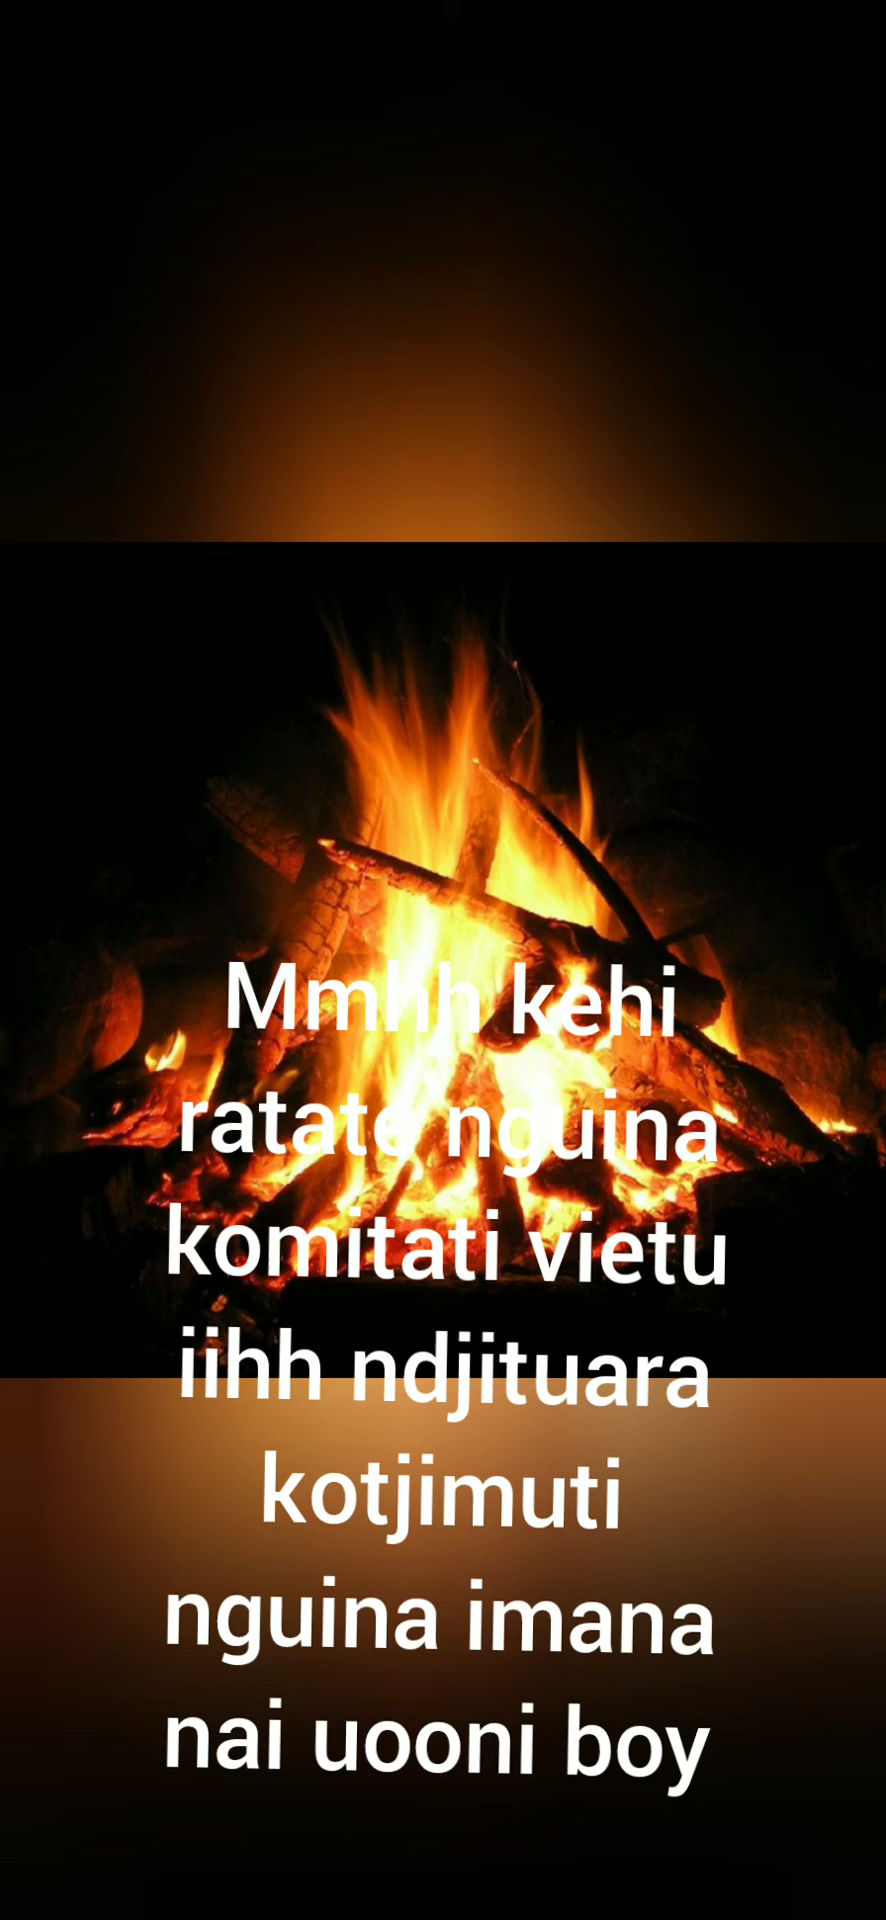 Mmhh kehi
ratate nguina
komitati vietu
iihh ndjituara
kotjimuti
nguina imana
nai uooni boy